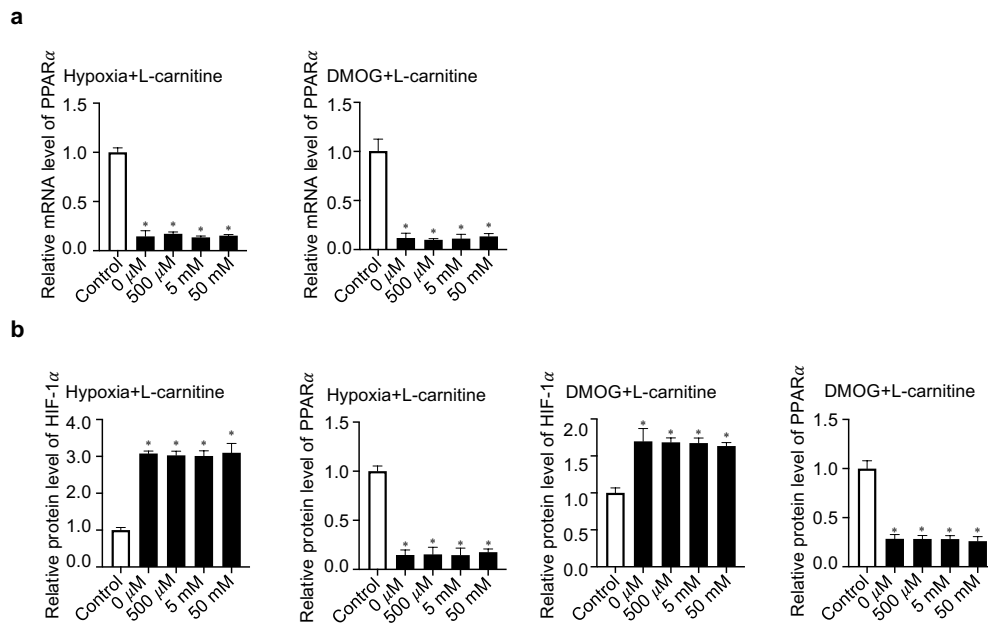 a
Relative mRNA level of PPARα
Hypoxia+L-carnitine
1.5
1.0
0.5
0.0
* * * *
Control
0 μM
500 μM
5 mM
50 mM
Relative mRNA level of PPARα
DMOG+L-carnitine
1.5
1.0
0.5
0.0
* * * *
Control
0 μM
500 μM
5 mM
50 mM
b
Relative protein level of HIF-1α
Hypoxia+L-carnitine
4.0
3.0
2.0
1.0
0.0
* * * *
Control
0 μM
500 μM
5 mM
50 mM
Relative protein level of PPARα
Hypoxia+L-carnitine
1.5
1.0
0.5
0.0
* * * *
Control
0 μM
500 μM
5 mM
50 mM
Relative protein level of HIF-1α
DMOG+L-carnitine
2.0
1.5
1.0
0.5
0.0
* * * *
Control
0 μM
500 μM
5 mM
50 mM
Relative protein level of PPARα
DMOG+L-carnitine
1.5
1.0
0.5
0.0
* * * *
Control
0 μM
500 μM
5 mM
50 mM